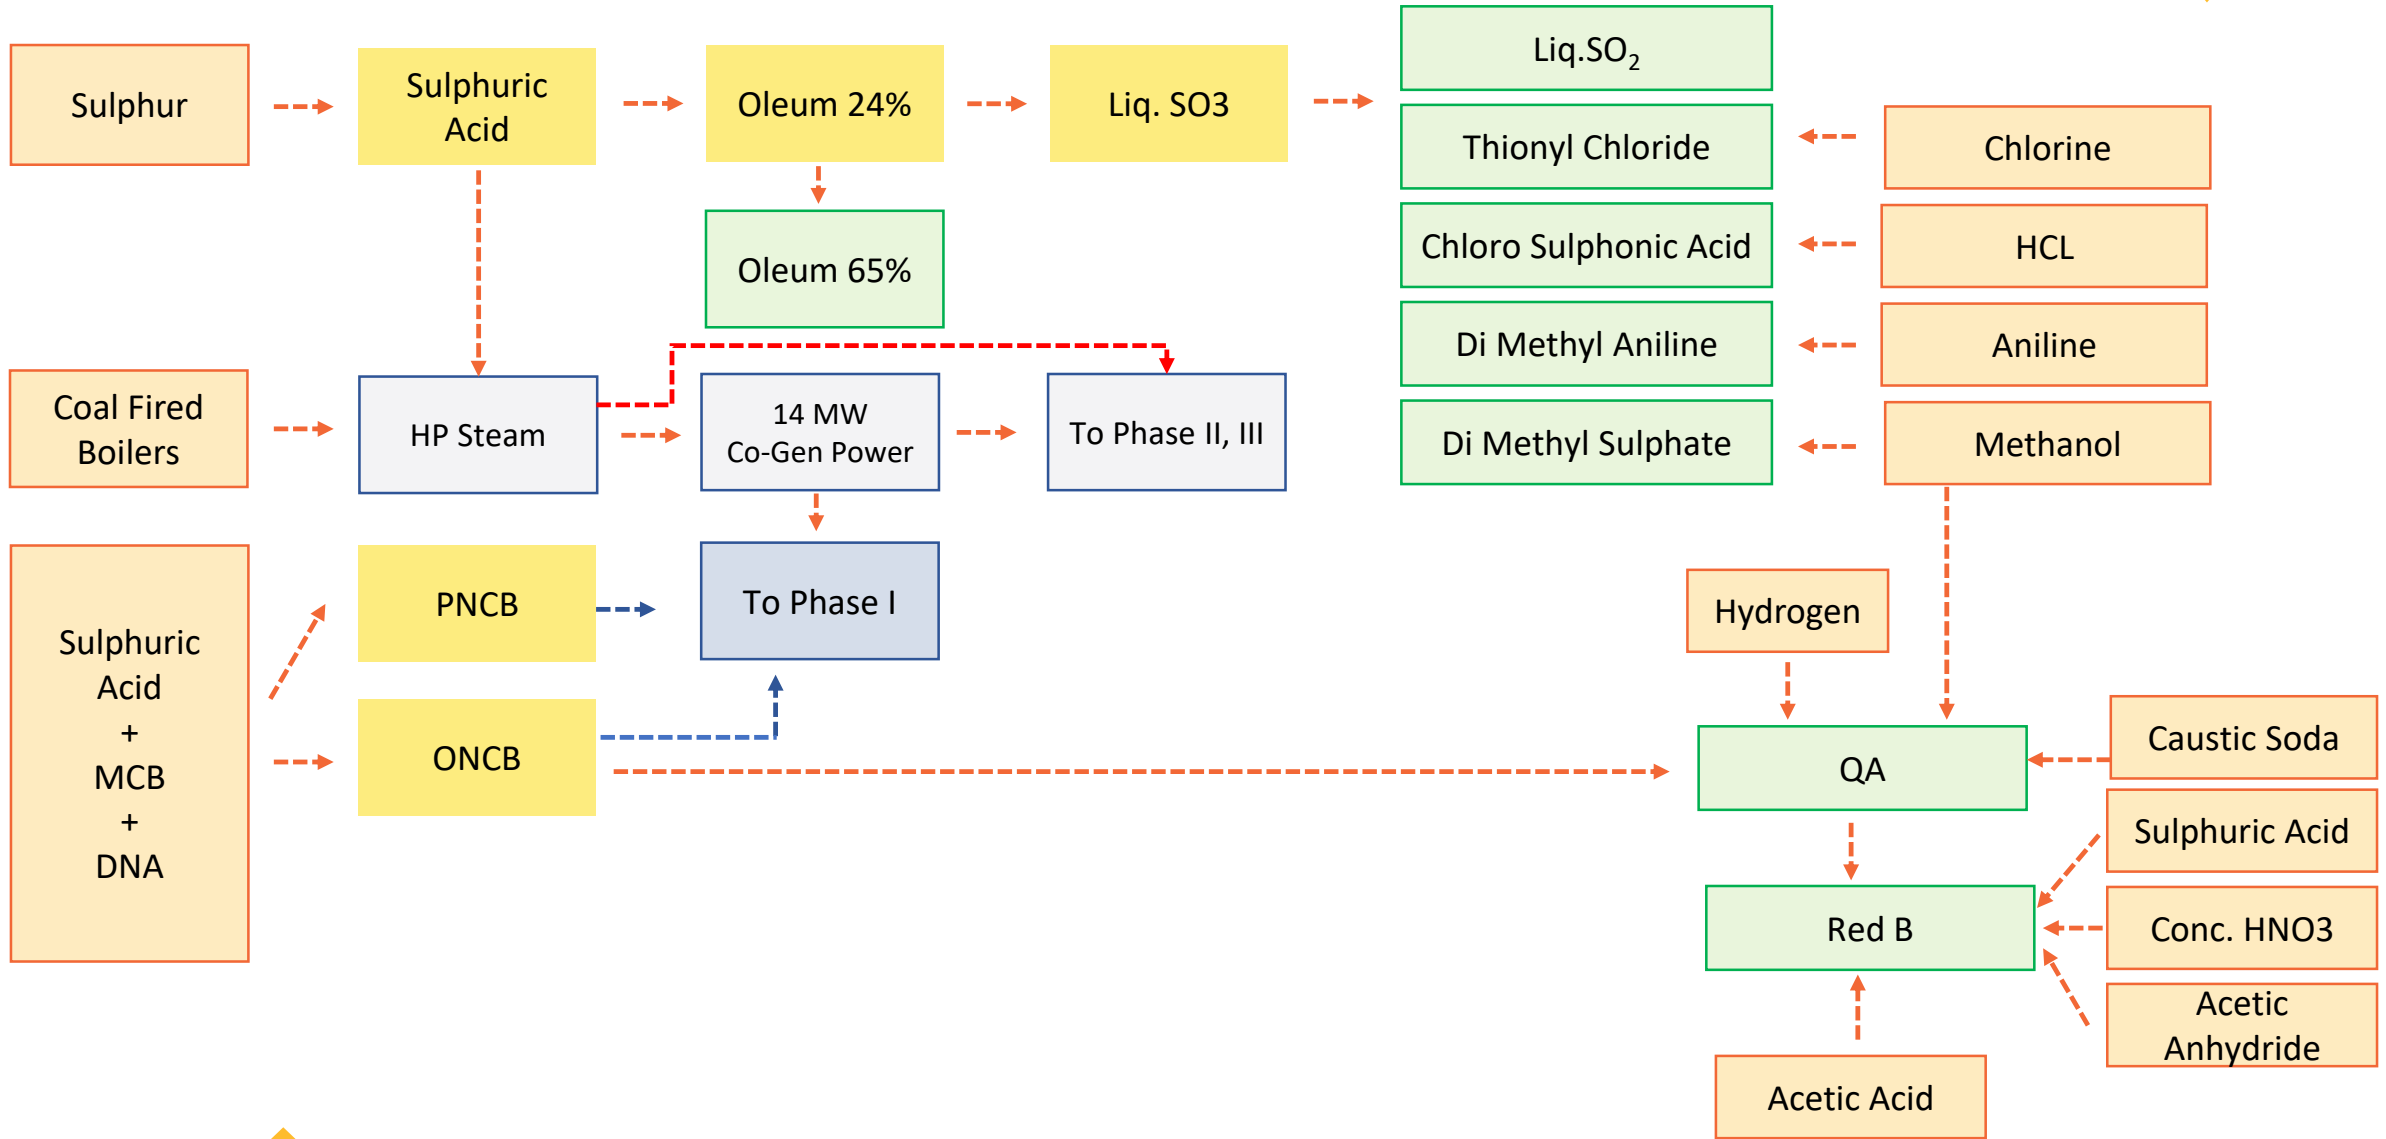 Sulphur
Sulphuric
Acid
Oleum 24%
Liq. SO3
Liq.SO₂
Thionyl Chloride
Chlorine
Oleum 65%
Chloro Sulphonic Acid
HCL
Di Methyl Aniline
Aniline
Coal Fired
Boilers
HP Steam
14 MW
Co-Gen Power
To Phase II, III
Di Methyl Sulphate
Methanol
Sulphuric
Acid
+
MCB
+
DNA
PNCB
To Phase I
ONCB
Hydrogen
QA
Caustic Soda
Sulphuric Acid
Red B
Conc. HNO3
Acetic
Anhydride
Acetic Acid